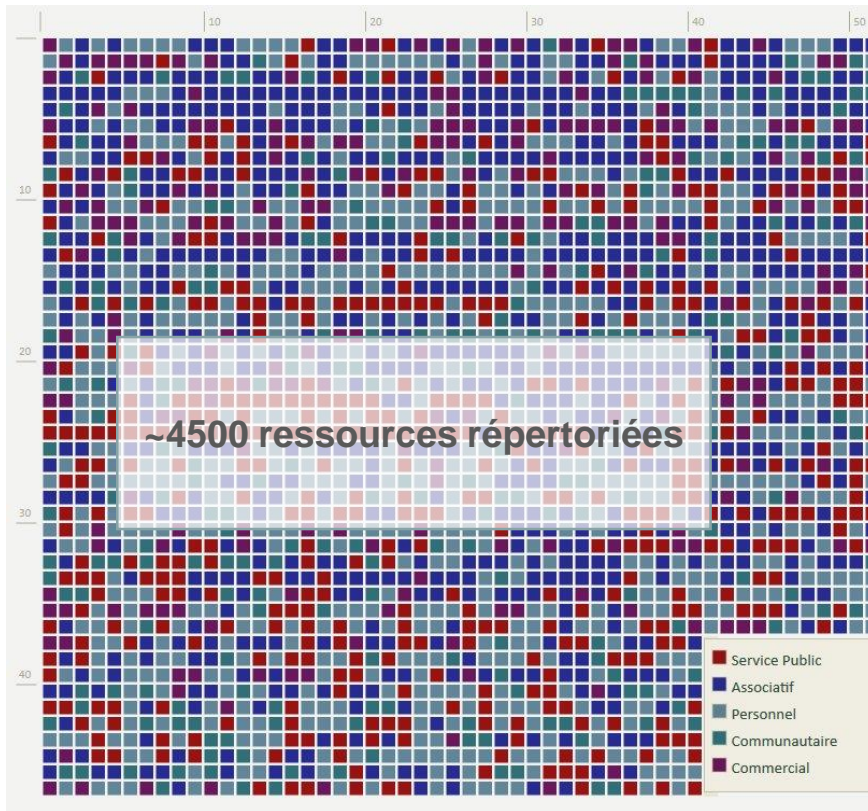 10 20 30 40 50
10
20
~4500 ressources répertoriées
30
40
Service Public
Associatif
Personnel
Communautaire
Commercial